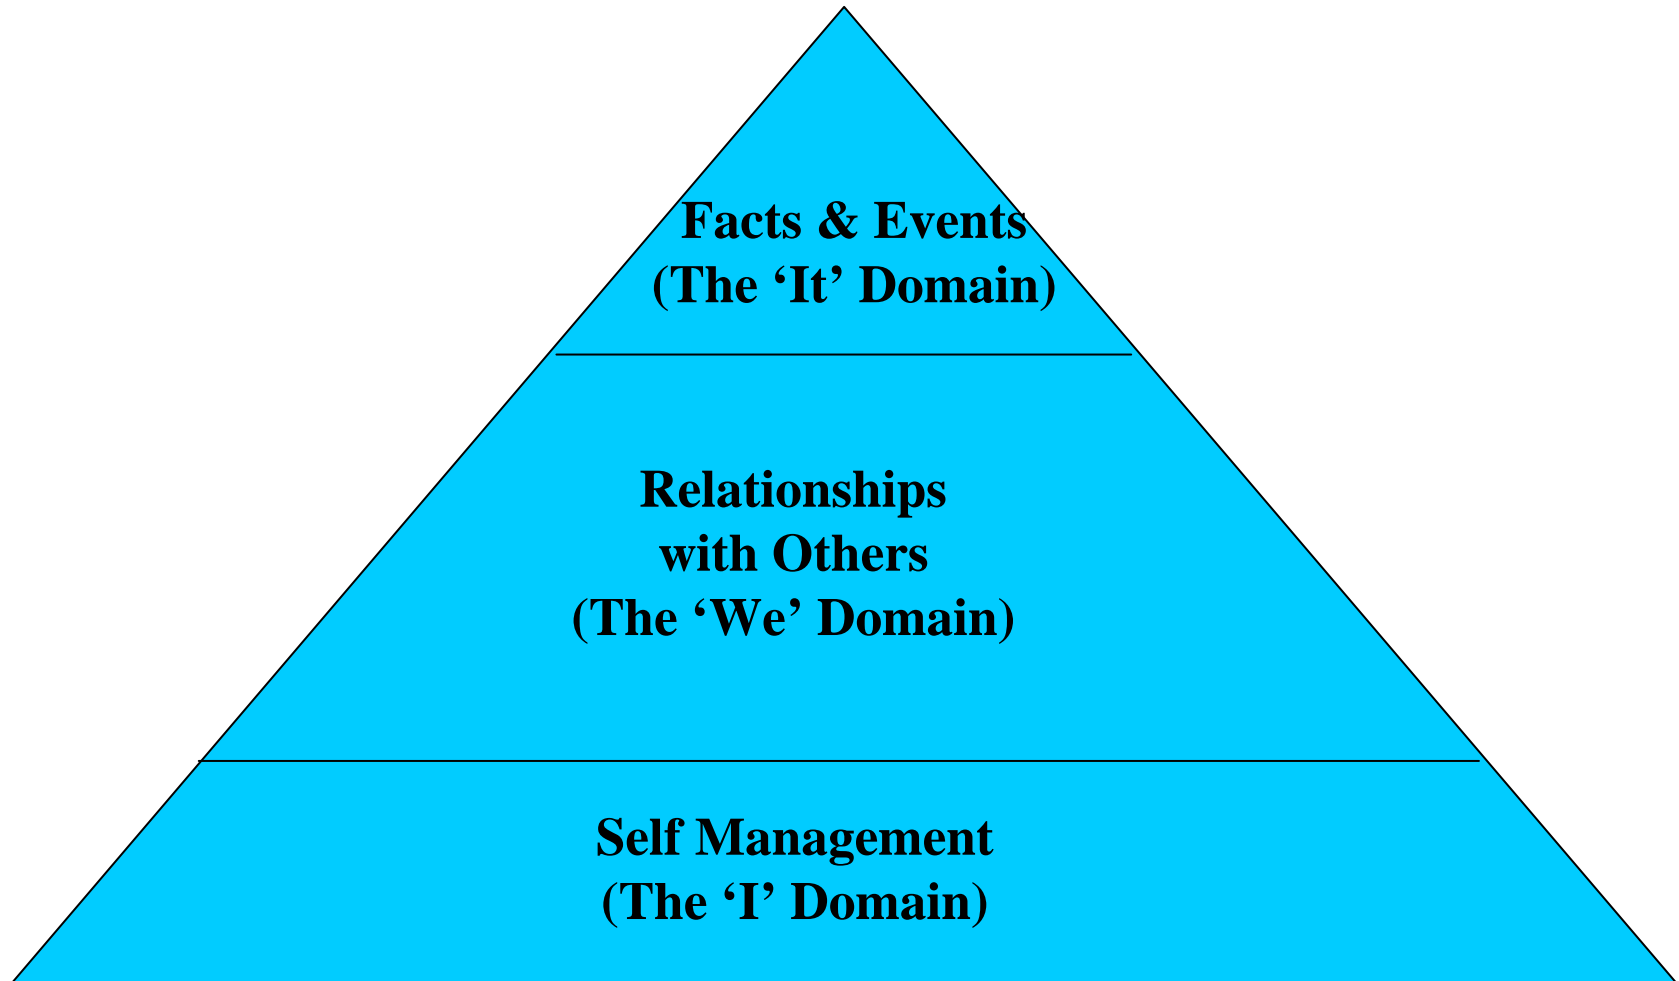 Facts & Events
(The ‘It’ Domain)
Relationships
with Others
(The ‘We’ Domain)
Self Management
(The ‘I’ Domain)